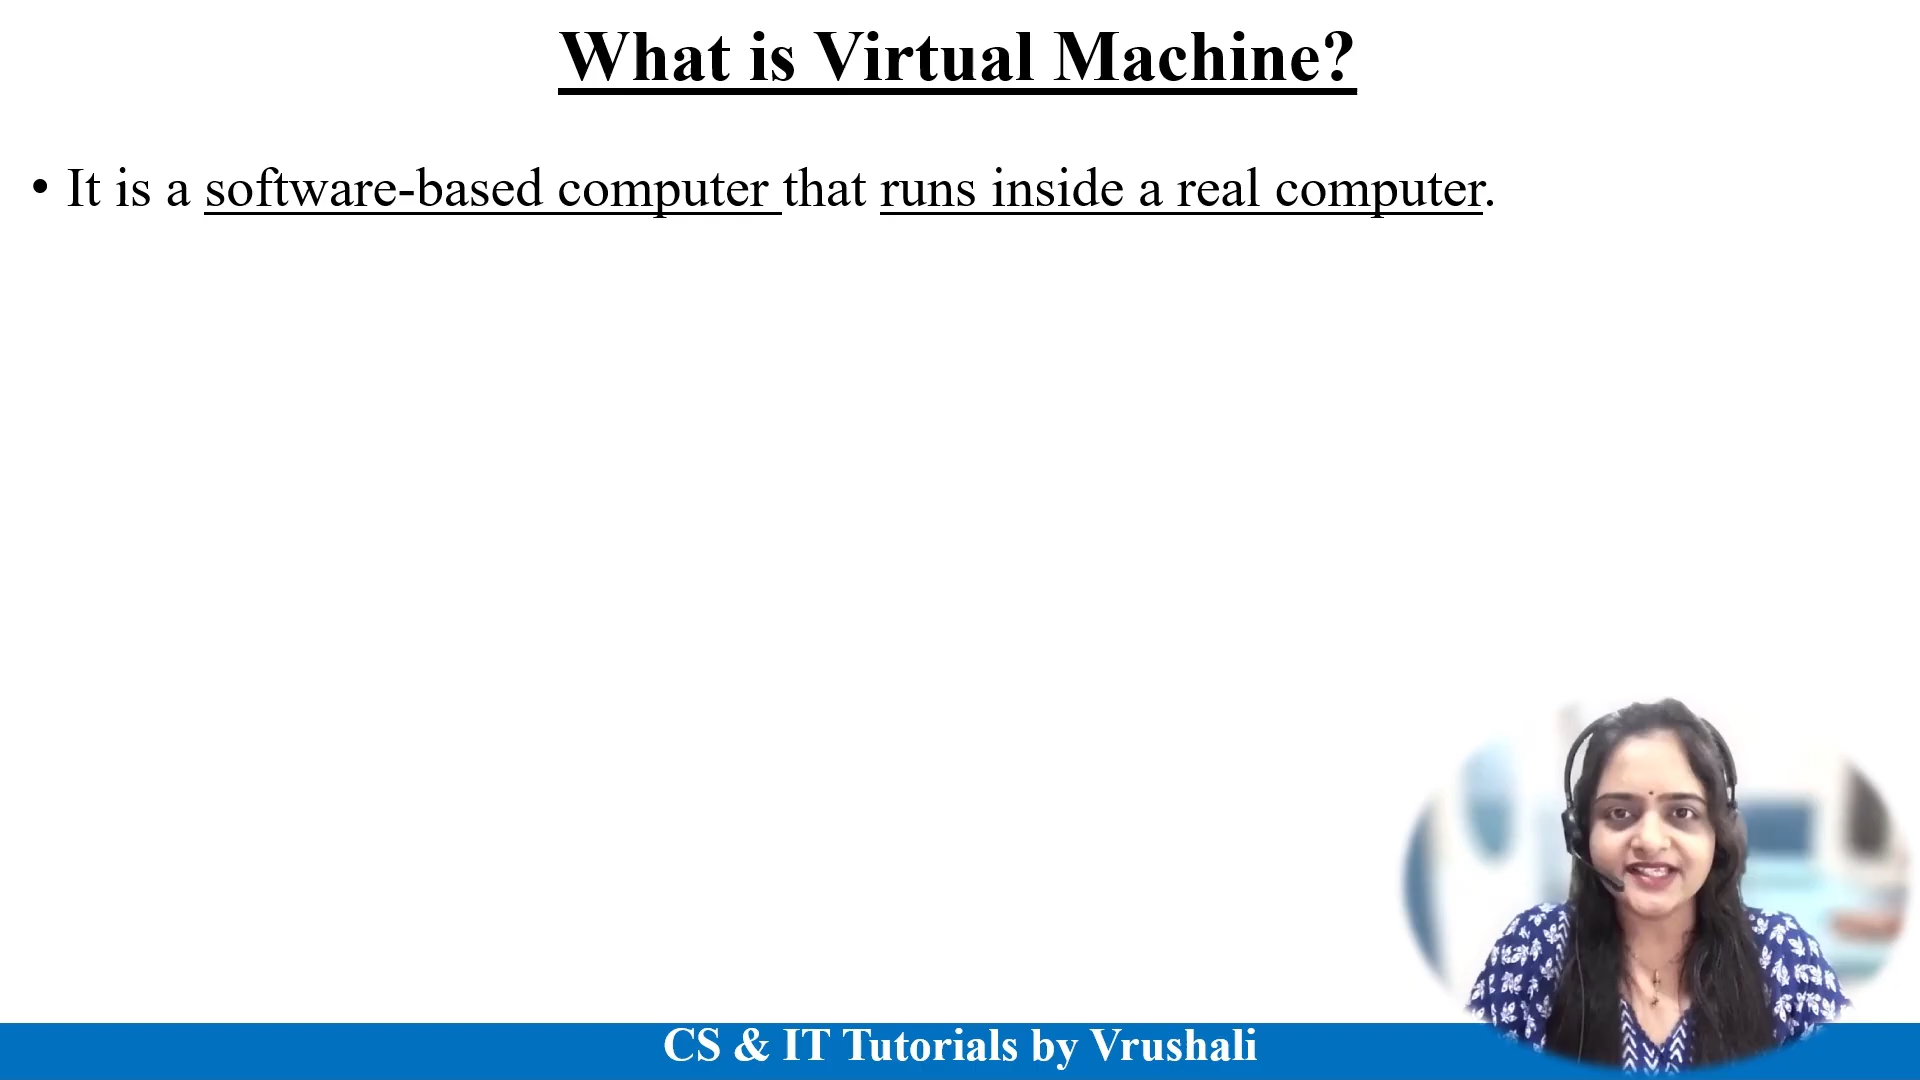 What is Virtual Machine?
• It is a software-based computer that runs inside a real computer.
CS & IT Tutorials by Vrushali